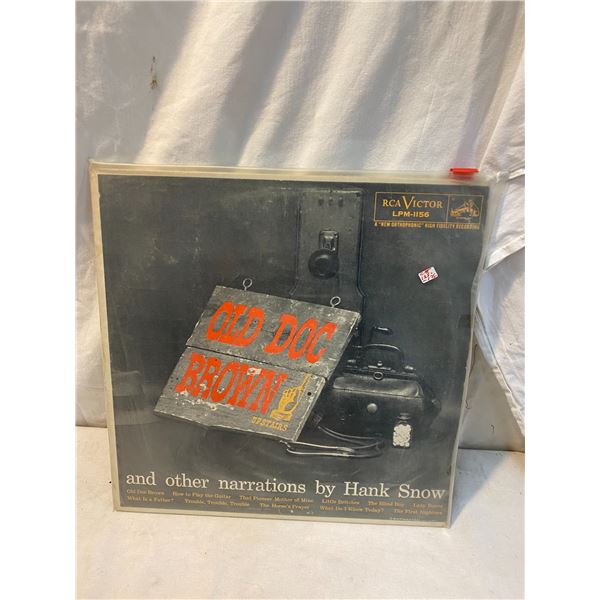 RCA VICTOR
LPM-1156
A "NEW ORTHOPHONIC" HIGH FIDELITY RECORDING
OLD DOC
BROWN
UPSTAIRS
and other narrations by Hank Snow
Old Doc Brown How to Play the Guitar That Pioneer Mother of Mine Little Britches The Blind Boy Lazy Bones
What Is a Father? Trouble, Trouble, Trouble The Horse's Prayer What Do I Know Today? The First Nighters